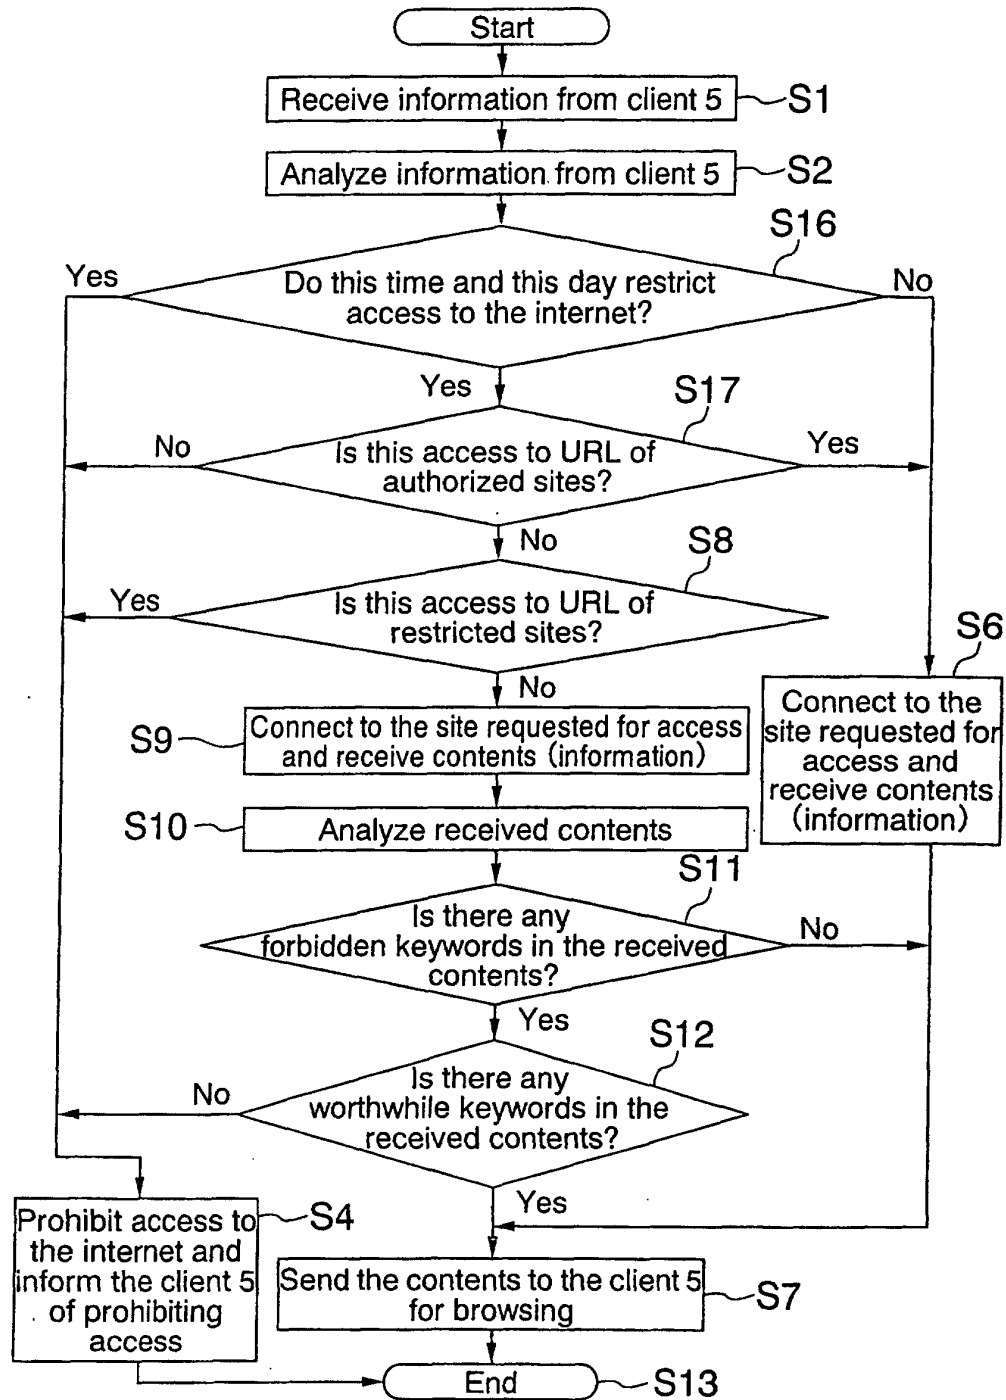 Start
Receive information from client 5
S1
Analyze information from client 5
S2
S16
Yes
Do this time and this day restrict
access to the internet?
No
Yes
S17
No
Is this access to URL of
authorized sites?
Yes
No
S8
Yes
Is this access to URL of
restricted sites?
S6
No
Connect to the
site requested for
access and
receive contents
(information)
S9
Connect to the site requested for access
and receive contents (information)
S10
Analyze received contents
S11
Is there any
forbidden keywords in the received
contents?
No
Yes
S12
No
Is there any
worthwhile keywords in the
received contents?
Yes
Prohibit access to
the internet and
inform the client 5
of prohibiting
access
S4
Send the contents to the client 5
for browsing
S7
End
S13